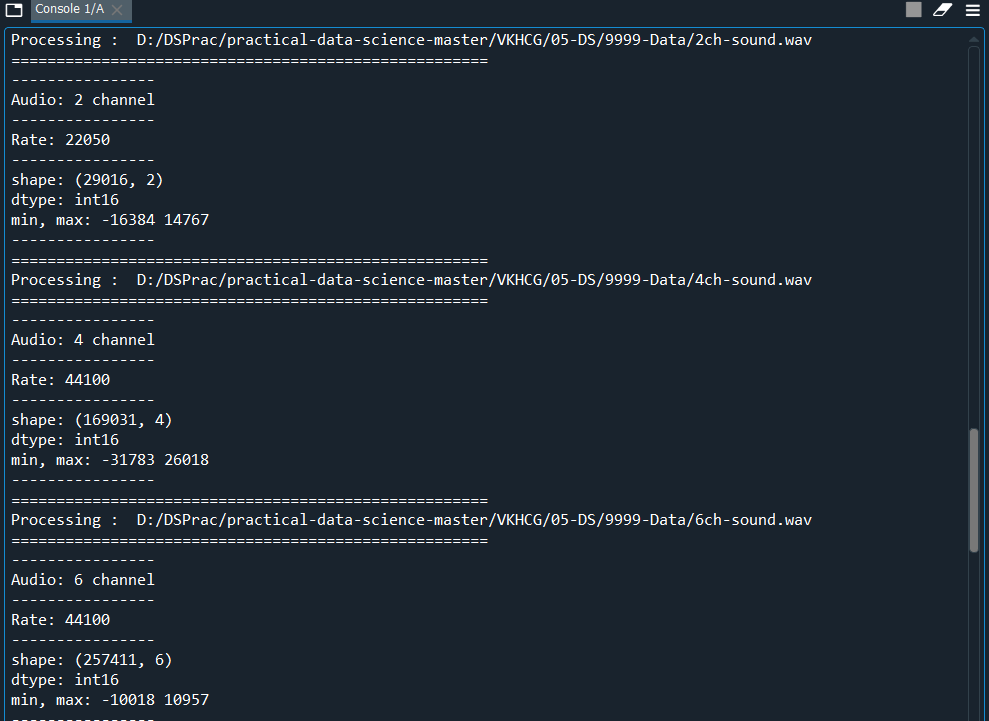 Console 1/A
Processing :  D:/DSPrac/practical-data-science-master/VKHCG/05-DS/9999-Data/2ch-sound.wav
=====================================================
----------------
Audio: 2 channel
----------------
Rate: 22050
----------------
shape: (29016, 2)
dtype: int16
min, max: -16384 14767
----------------
=====================================================
Processing :  D:/DSPrac/practical-data-science-master/VKHCG/05-DS/9999-Data/4ch-sound.wav
=====================================================
----------------
Audio: 4 channel
----------------
Rate: 44100
----------------
shape: (169031, 4)
dtype: int16
min, max: -31783 26018
----------------
=====================================================
Processing :  D:/DSPrac/practical-data-science-master/VKHCG/05-DS/9999-Data/6ch-sound.wav
=====================================================
----------------
Audio: 6 channel
----------------
Rate: 44100
----------------
shape: (257411, 6)
dtype: int16
min, max: -10018 10957
----------------